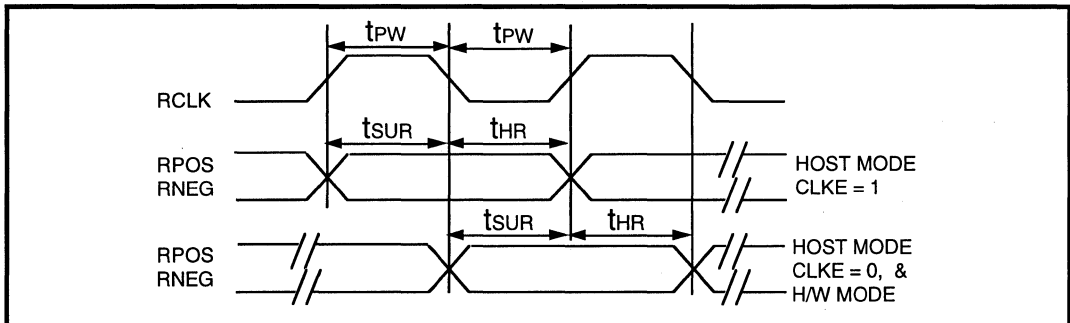 tPW tPW
RCLK
tSUR tHR
RPOS
RNEG
HOST MODE
CLKE = 1
tSUR tHR
RPOS
RNEG
HOST MODE
CLKE = 0, &
H/W MODE